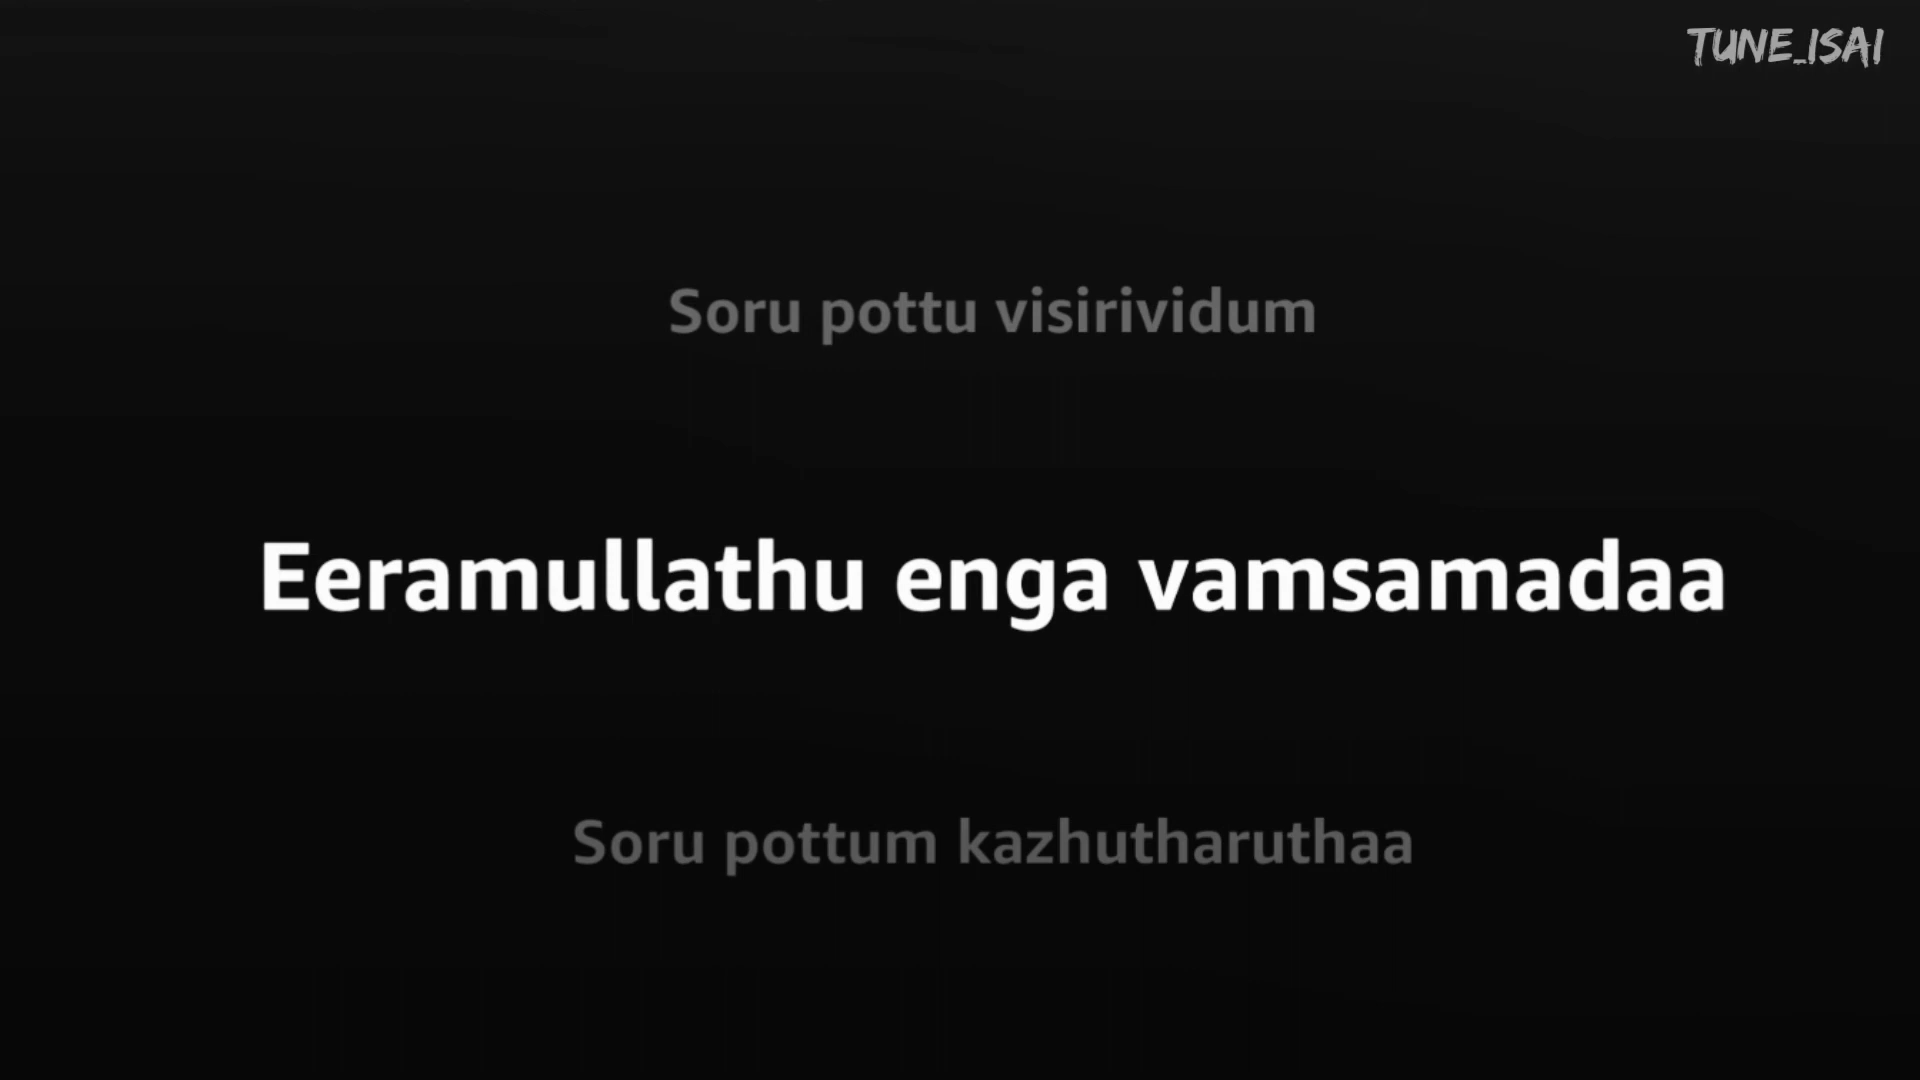 TUNE_ISAI
Soru pottu visirividum
Eeramullathu enga vamsamadaa
Soru pottum kazhutharuthaa